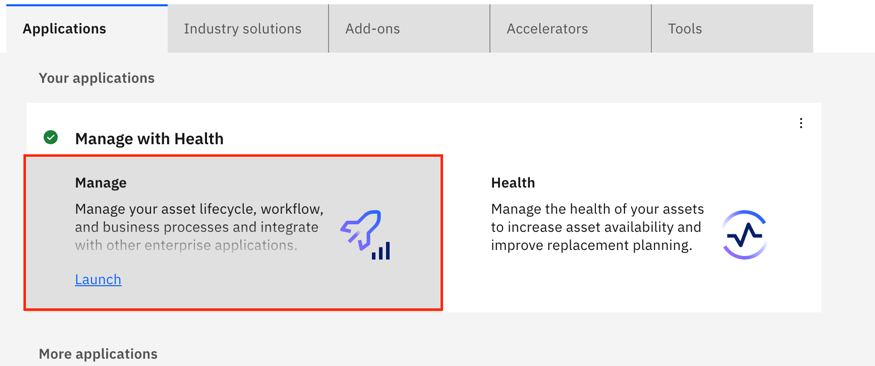 Applications
Industry solutions
Add-ons
Accelerators
Tools
Your applications
Manage with Health
Manage
Manage your asset lifecycle, workflow,
and business processes and integrate
with other enterprise applications.
Launch
Health
Manage the health of your assets
to increase asset availability and
improve replacement planning.
More applications